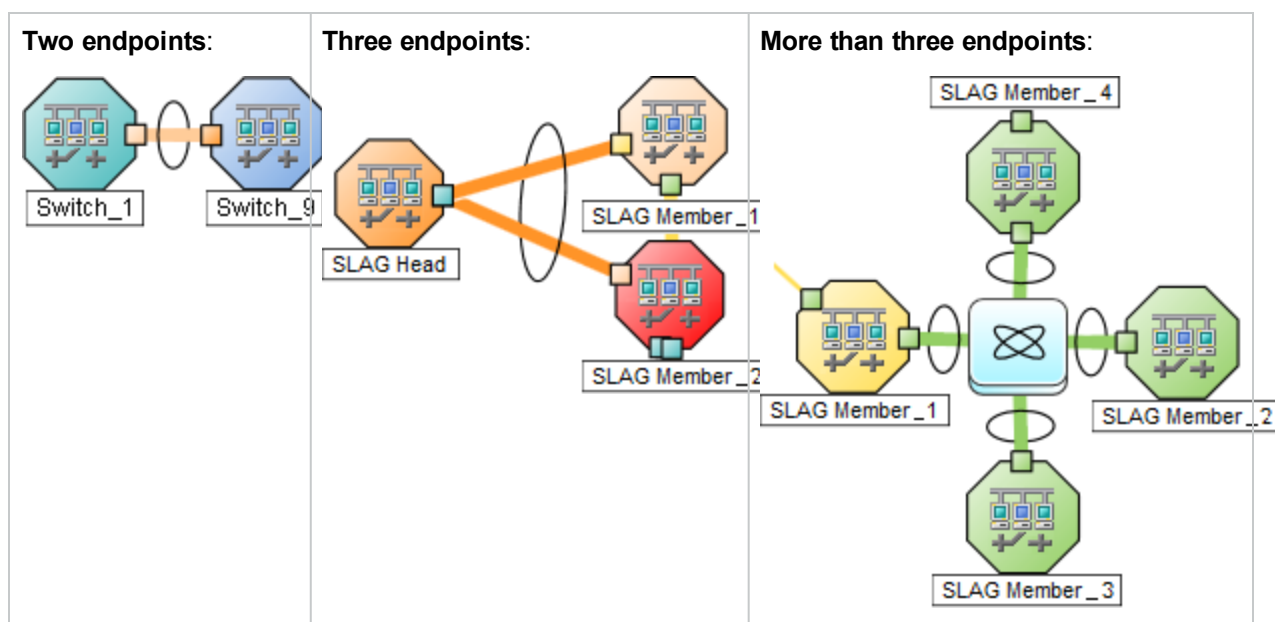 Two endpoints:
Switch_1
Switch_9
Three endpoints:
SLAG Head
SLAG Member_1
SLAG Member_2
More than three endpoints:
SLAG Member_4
SLAG Member_1
SLAG Member_2
SLAG Member_3